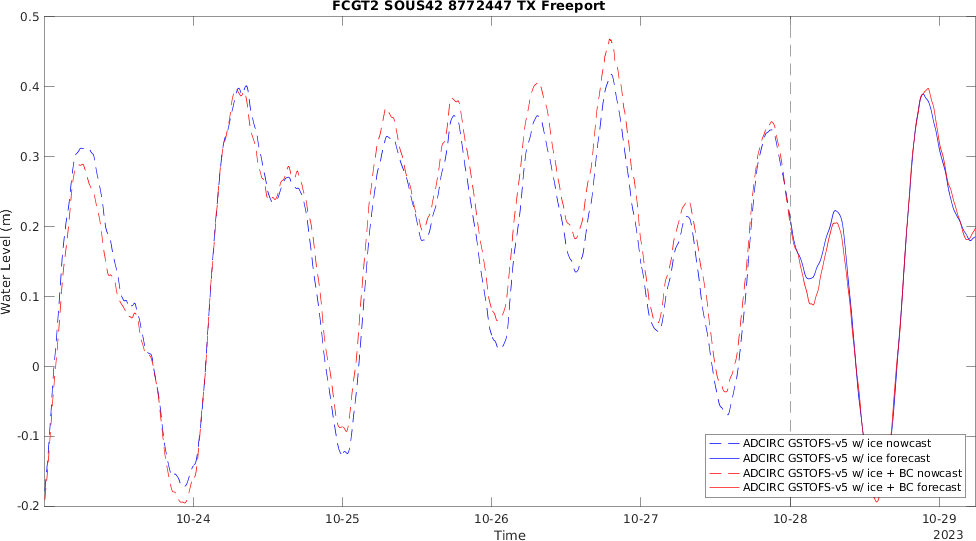 FCGT2 SOUS42 8772447 TX Freeport
0.5
0.4
0.3
0.2
0.1
0
-0.1
-0.2
Water Level (m)
10-24
10-25
10-26
10-27
10-28
10-29
Time
2023
ADCIRC GSTOFS-v5 w/ ice nowcast
ADCIRC GSTOFS-v5 w/ ice forecast
ADCIRC GSTOFS-v5 w/ ice + BC nowcast
ADCIRC GSTOFS-v5 w/ ice + BC forecast